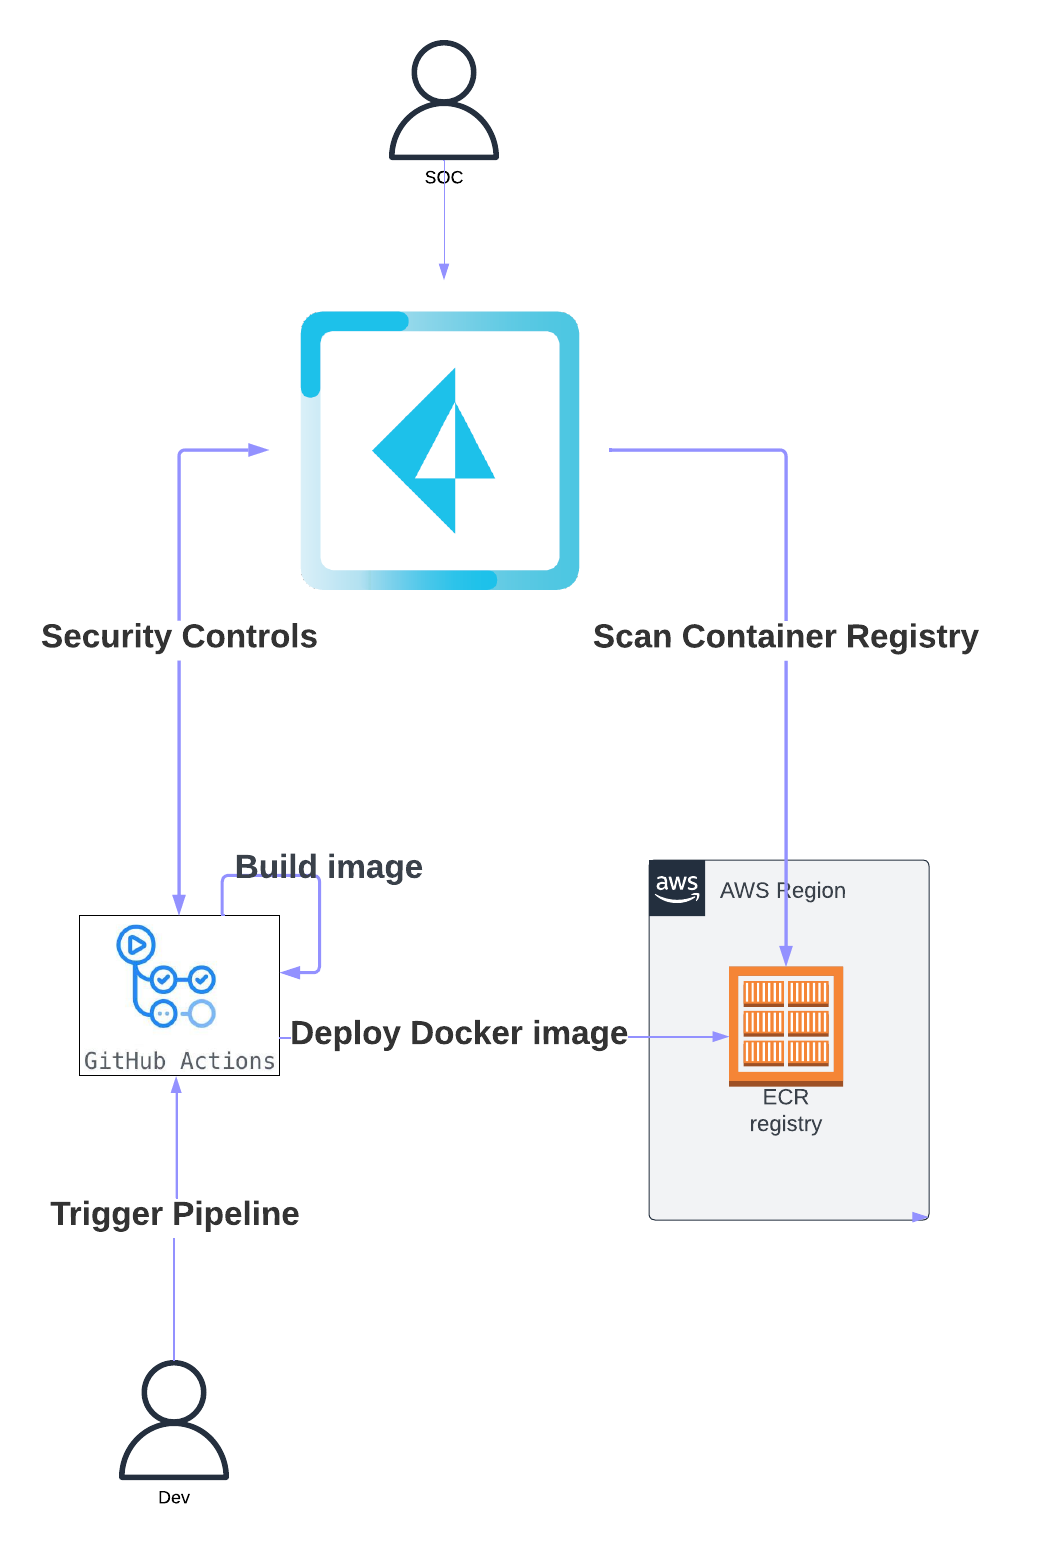 SOC
Security Controls
Scan Container Registry
Build image
aws
AWS Region
Deploy Docker image
GitHub Actions
ECR
registry
Trigger Pipeline
Dev